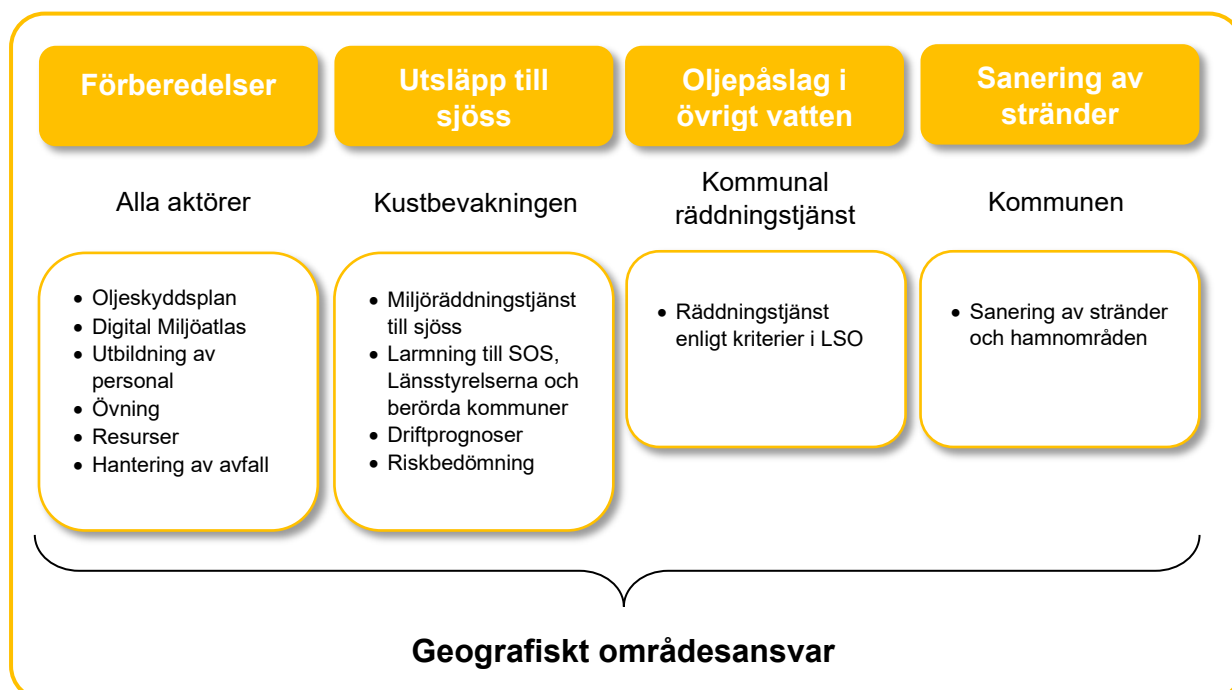 Förberedelser
Alla aktörer
• Oljeskyddsplan
• Digital Miljöatlas
• Utbildning av
personal
• Övning
• Resurser
• Hantering av avfall
Utsläpp till
sjöss
Kustbevakningen
• Miljöräddningstjänst
till sjöss
• Larmning till SOS,
Länsstyrelserna och
berörda kommuner
• Driftprognoser
• Riskbedömning
Oljepåslag i
övrigt vatten
Kommunal
räddningstjänst
• Räddningstjänst
enligt kriterier i LSO
Sanering av
stränder
Kommunen
• Sanering av stränder
och hamnområden
Geografiskt områdesansvar